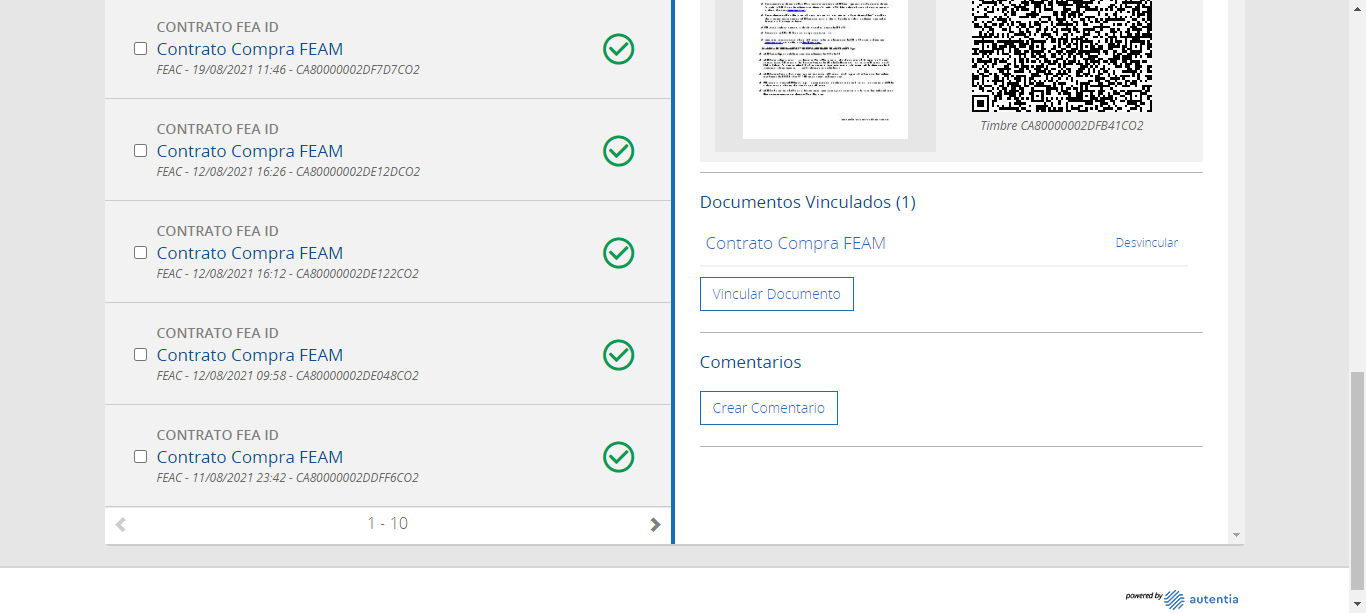 CONTRATO FEA ID
Contrato Compra FEAM
FEAC - 19/08/2021 11:46 - CA80000002DF7D7CO2
CONTRATO FEA ID
Contrato Compra FEAM
FEAC - 12/08/2021 16:26 - CA80000002DE12DCO2
CONTRATO FEA ID
Contrato Compra FEAM
FEAC - 12/08/2021 16:12 - CA80000002DE122CO2
CONTRATO FEA ID
Contrato Compra FEAM
FEAC - 12/08/2021 09:58 - CA80000002DE048CO2
CONTRATO FEA ID
Contrato Compra FEAM
FEAC - 11/08/2021 23:42 - CA80000002DDFF6CO2
1 - 10
Timbre CA80000002DFB41CO2
Documentos Vinculados (1)
Contrato Compra FEAM
Desvincular
Vincular Documento
Comentarios
Crear Comentario
powered by autentia